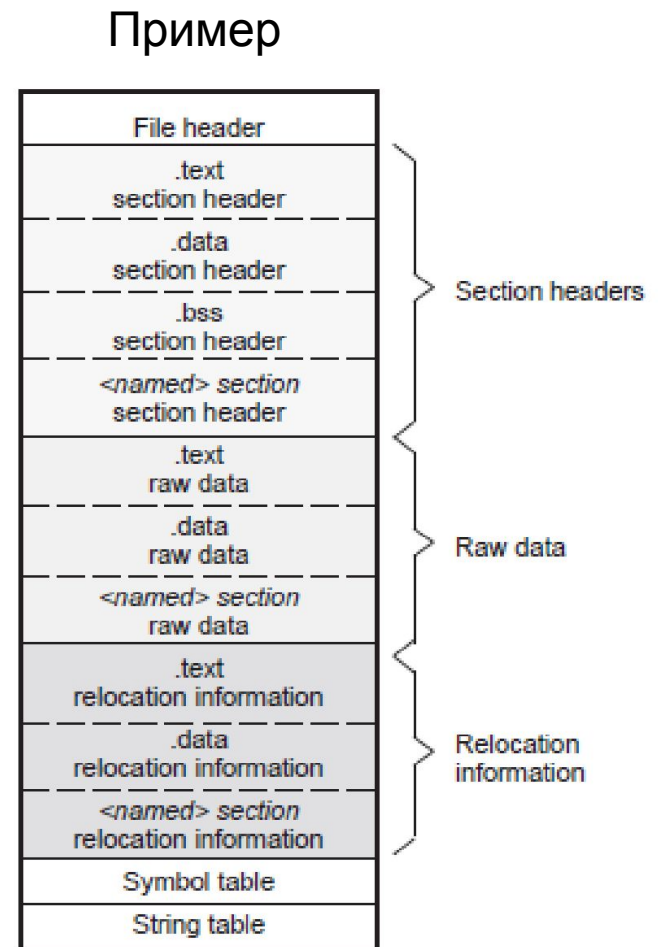 Пример
File header
.text
section header
.data
section header
.bss
section header
<named> section
section header
Section headers
.text
raw data
.data
raw data
<named> section
raw data
Raw data
.text
relocation information
.data
relocation information
<named> section
relocation information
Relocation
information
Symbol table
String table